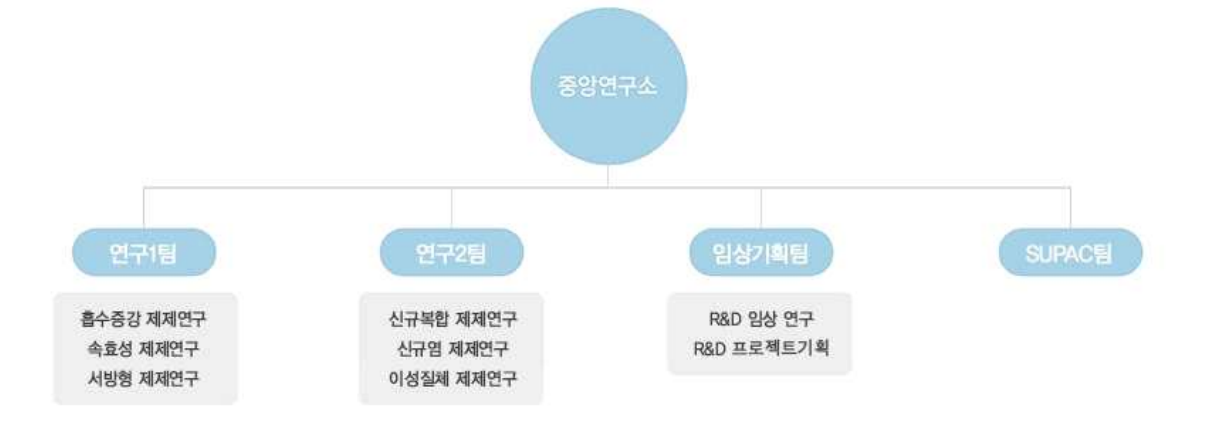 중앙연구소
연구1팀
연구2팀
임상기획팀
SUPAC팀
흡수증강 제제연구
속효성 제제연구
서방형 제제연구
신규복합 제제연구
신규염 제제연구
이성질체 제제연구
R&D 임상 연구
R&D 프로젝트기획